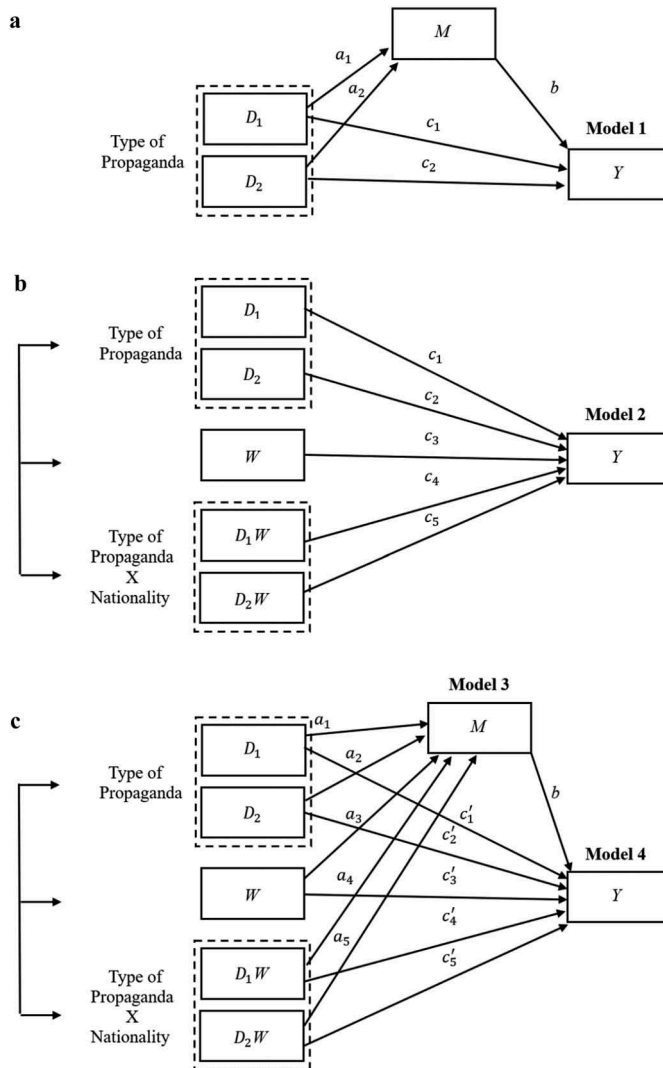 a
M
a₁
a₂
b
Model 1
D₁
c₁
Type of
Propaganda
D₂
c₂
Y
b
D₁
Type of
Propaganda
c₁
D₂
c₂
Model 2
W
c₃
Y
c₄
Type of
Propaganda
X
Nationality
D₁W
c₅
D₂W
Model 3
c
a₁
M
D₁
a₂
Type of
Propaganda
b
D₂
a₃
c′₁
c′₂
Model 4
W
a₄
c′₃
Y
c′₄
a₅
c′₅
Type of
Propaganda
X
Nationality
D₁W
D₂W